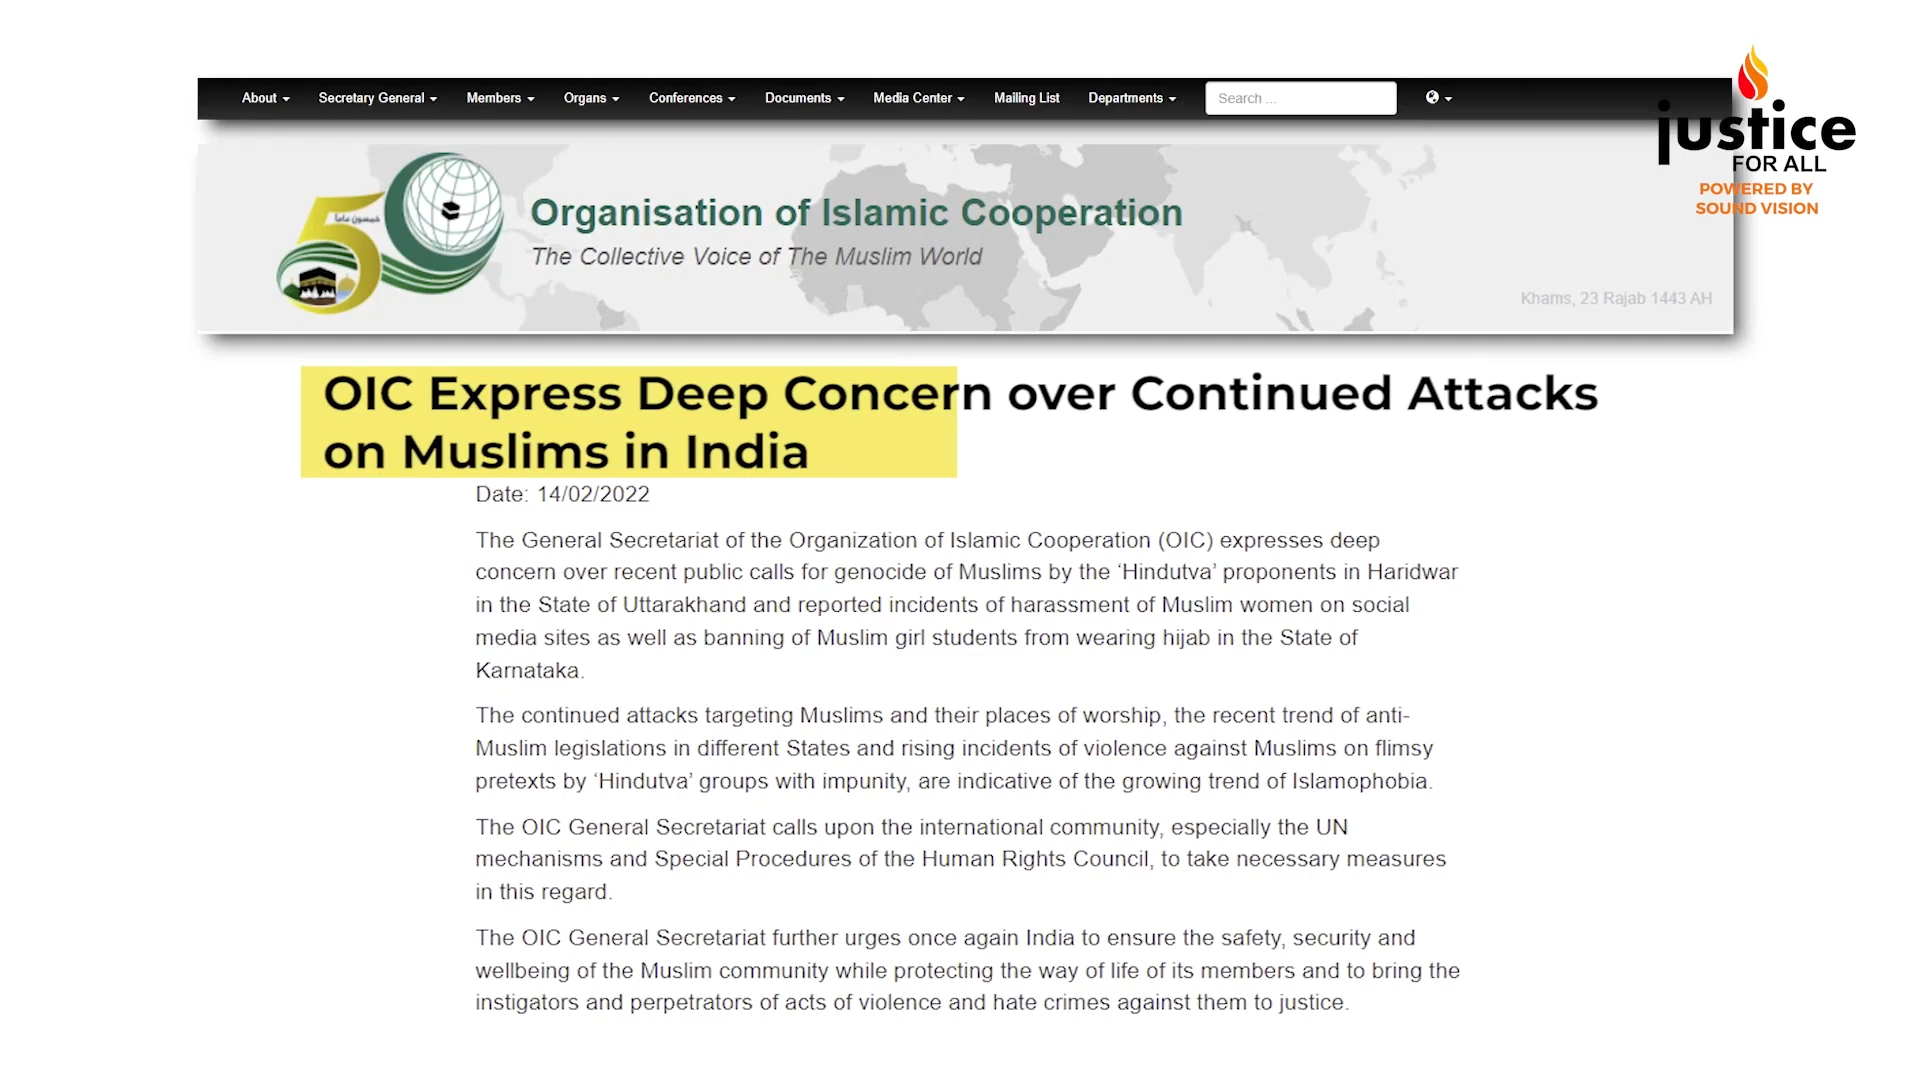 About
Secretary General
Members
Organs
Conferences
Documents
Media Center
Mailing List
Departments
Search ...
justice
FOR ALL
POWERED BY
SOUND VISION
خمسون عاماً
Organisation of Islamic Cooperation
The Collective Voice of The Muslim World
Khams, 23 Rajab 1443 AH
OIC Express Deep Concern over Continued Attacks
on Muslims in India
Date: 14/02/2022
The General Secretariat of the Organization of Islamic Cooperation (OIC) expresses deep
concern over recent public calls for genocide of Muslims by the ‘Hindutva’ proponents in Haridwar
in the State of Uttarakhand and reported incidents of harassment of Muslim women on social
media sites as well as banning of Muslim girl students from wearing hijab in the State of
Karnataka.
The continued attacks targeting Muslims and their places of worship, the recent trend of anti-
Muslim legislations in different States and rising incidents of violence against Muslims on flimsy
pretexts by ‘Hindutva’ groups with impunity, are indicative of the growing trend of Islamophobia.
The OIC General Secretariat calls upon the international community, especially the UN
mechanisms and Special Procedures of the Human Rights Council, to take necessary measures
in this regard.
The OIC General Secretariat further urges once again India to ensure the safety, security and
wellbeing of the Muslim community while protecting the way of life of its members and to bring the
instigators and perpetrators of acts of violence and hate crimes against them to justice.